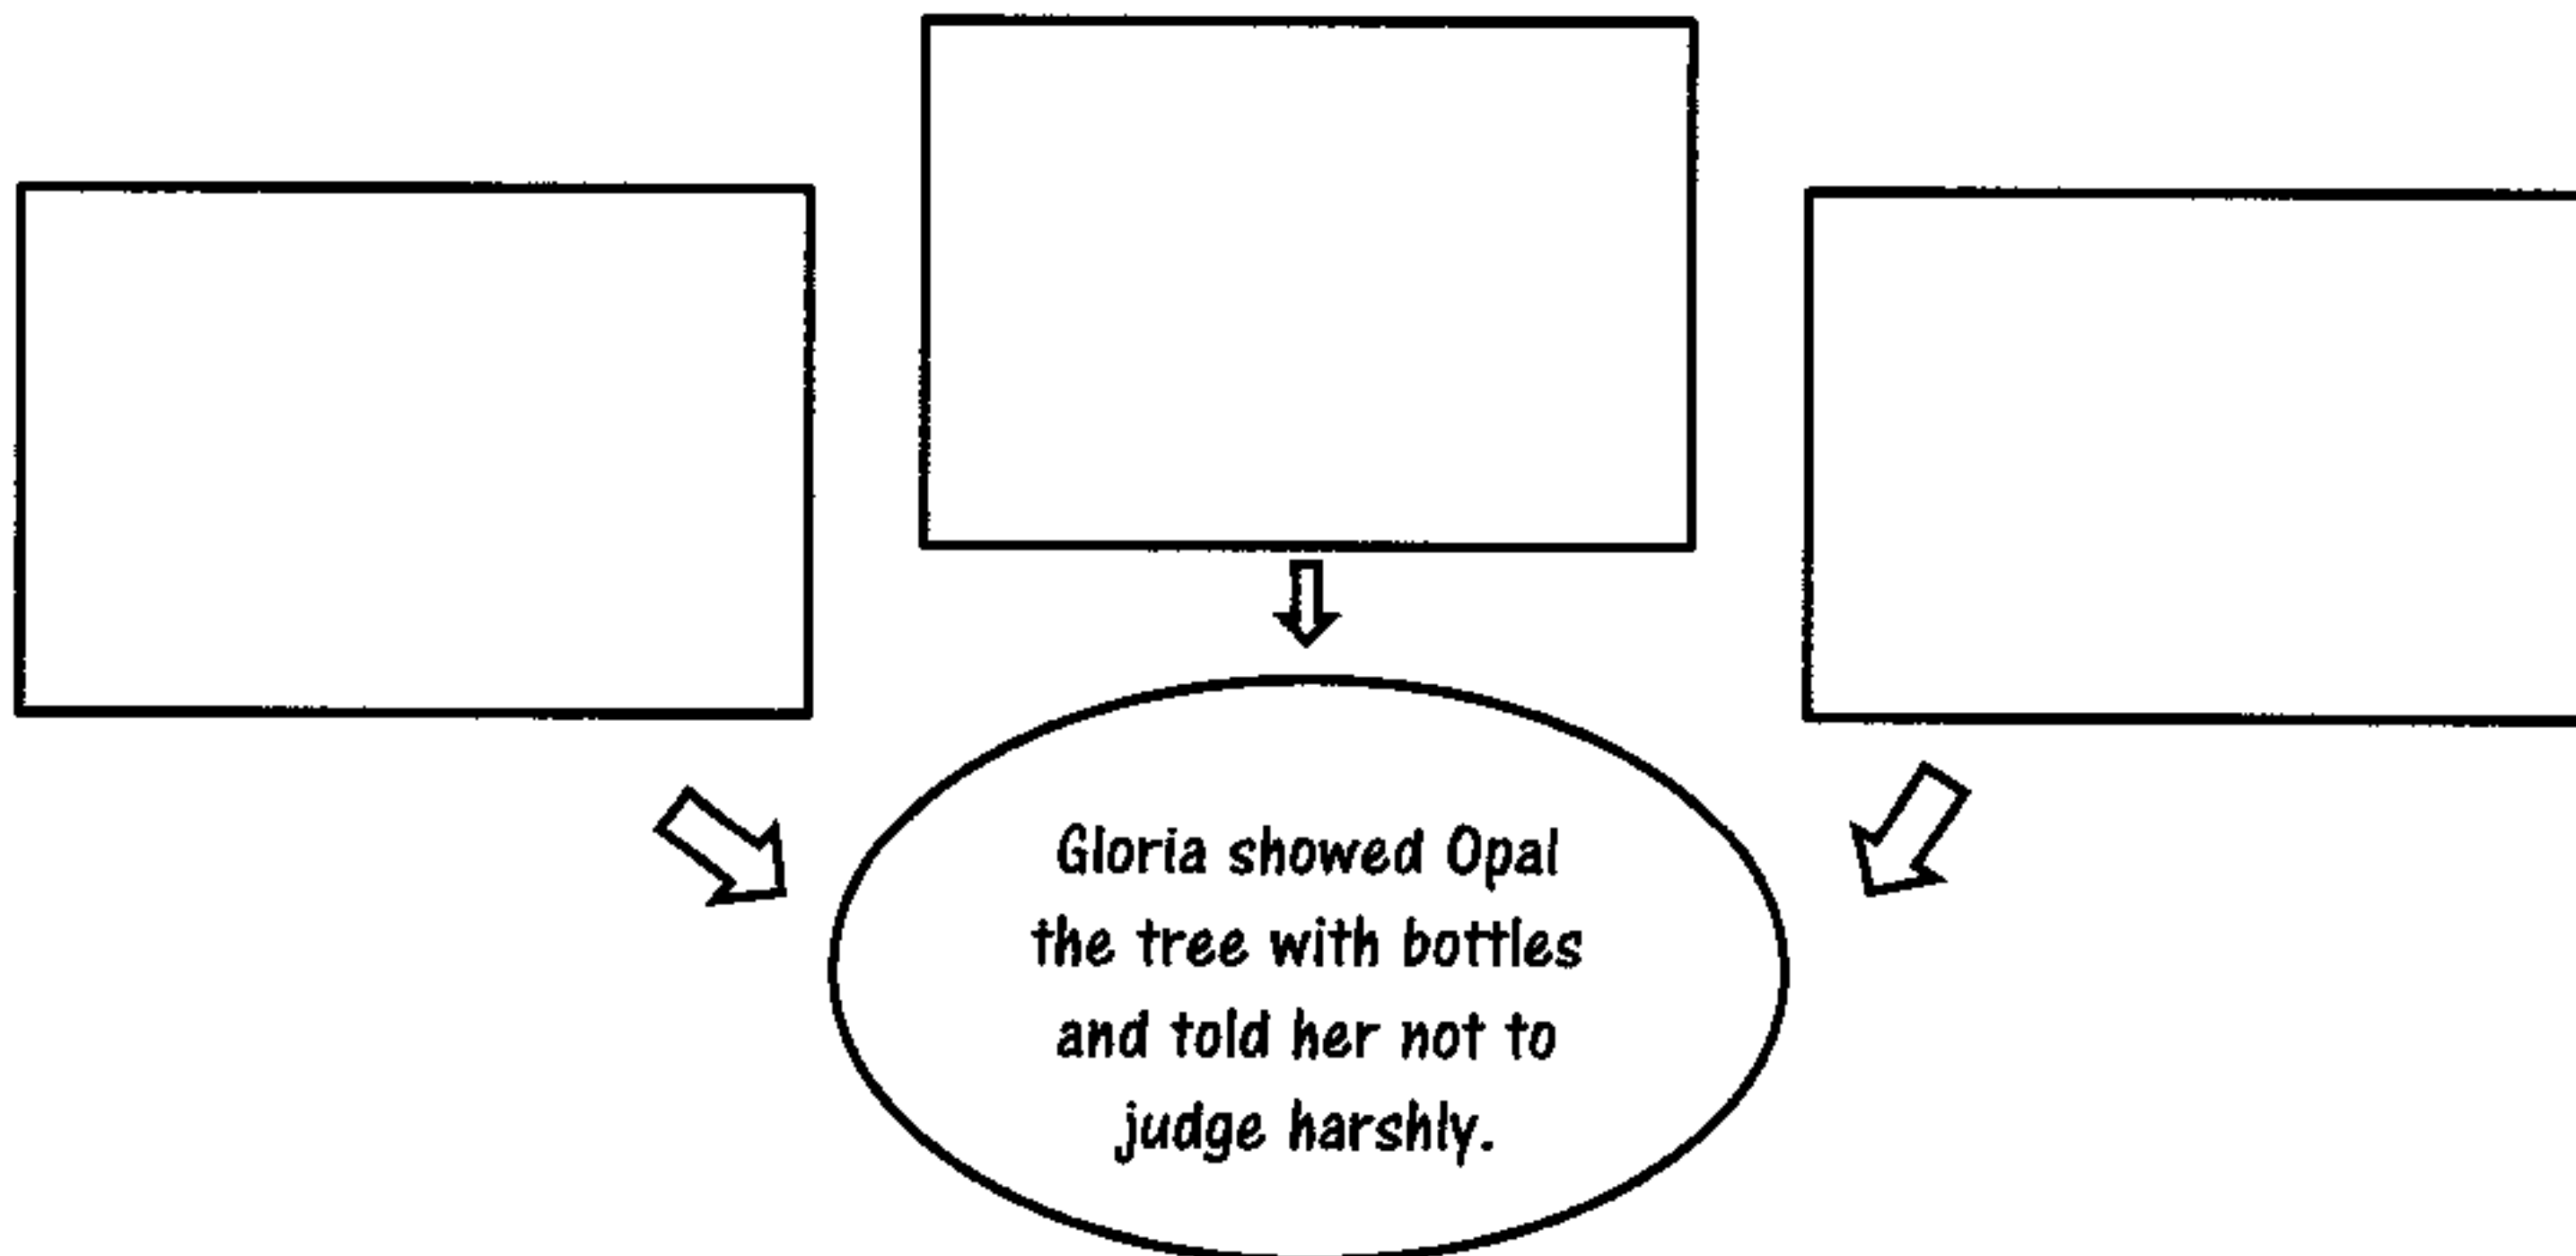 Gloria showed Opal
the tree with bottles
and told her not to
judge harshly.